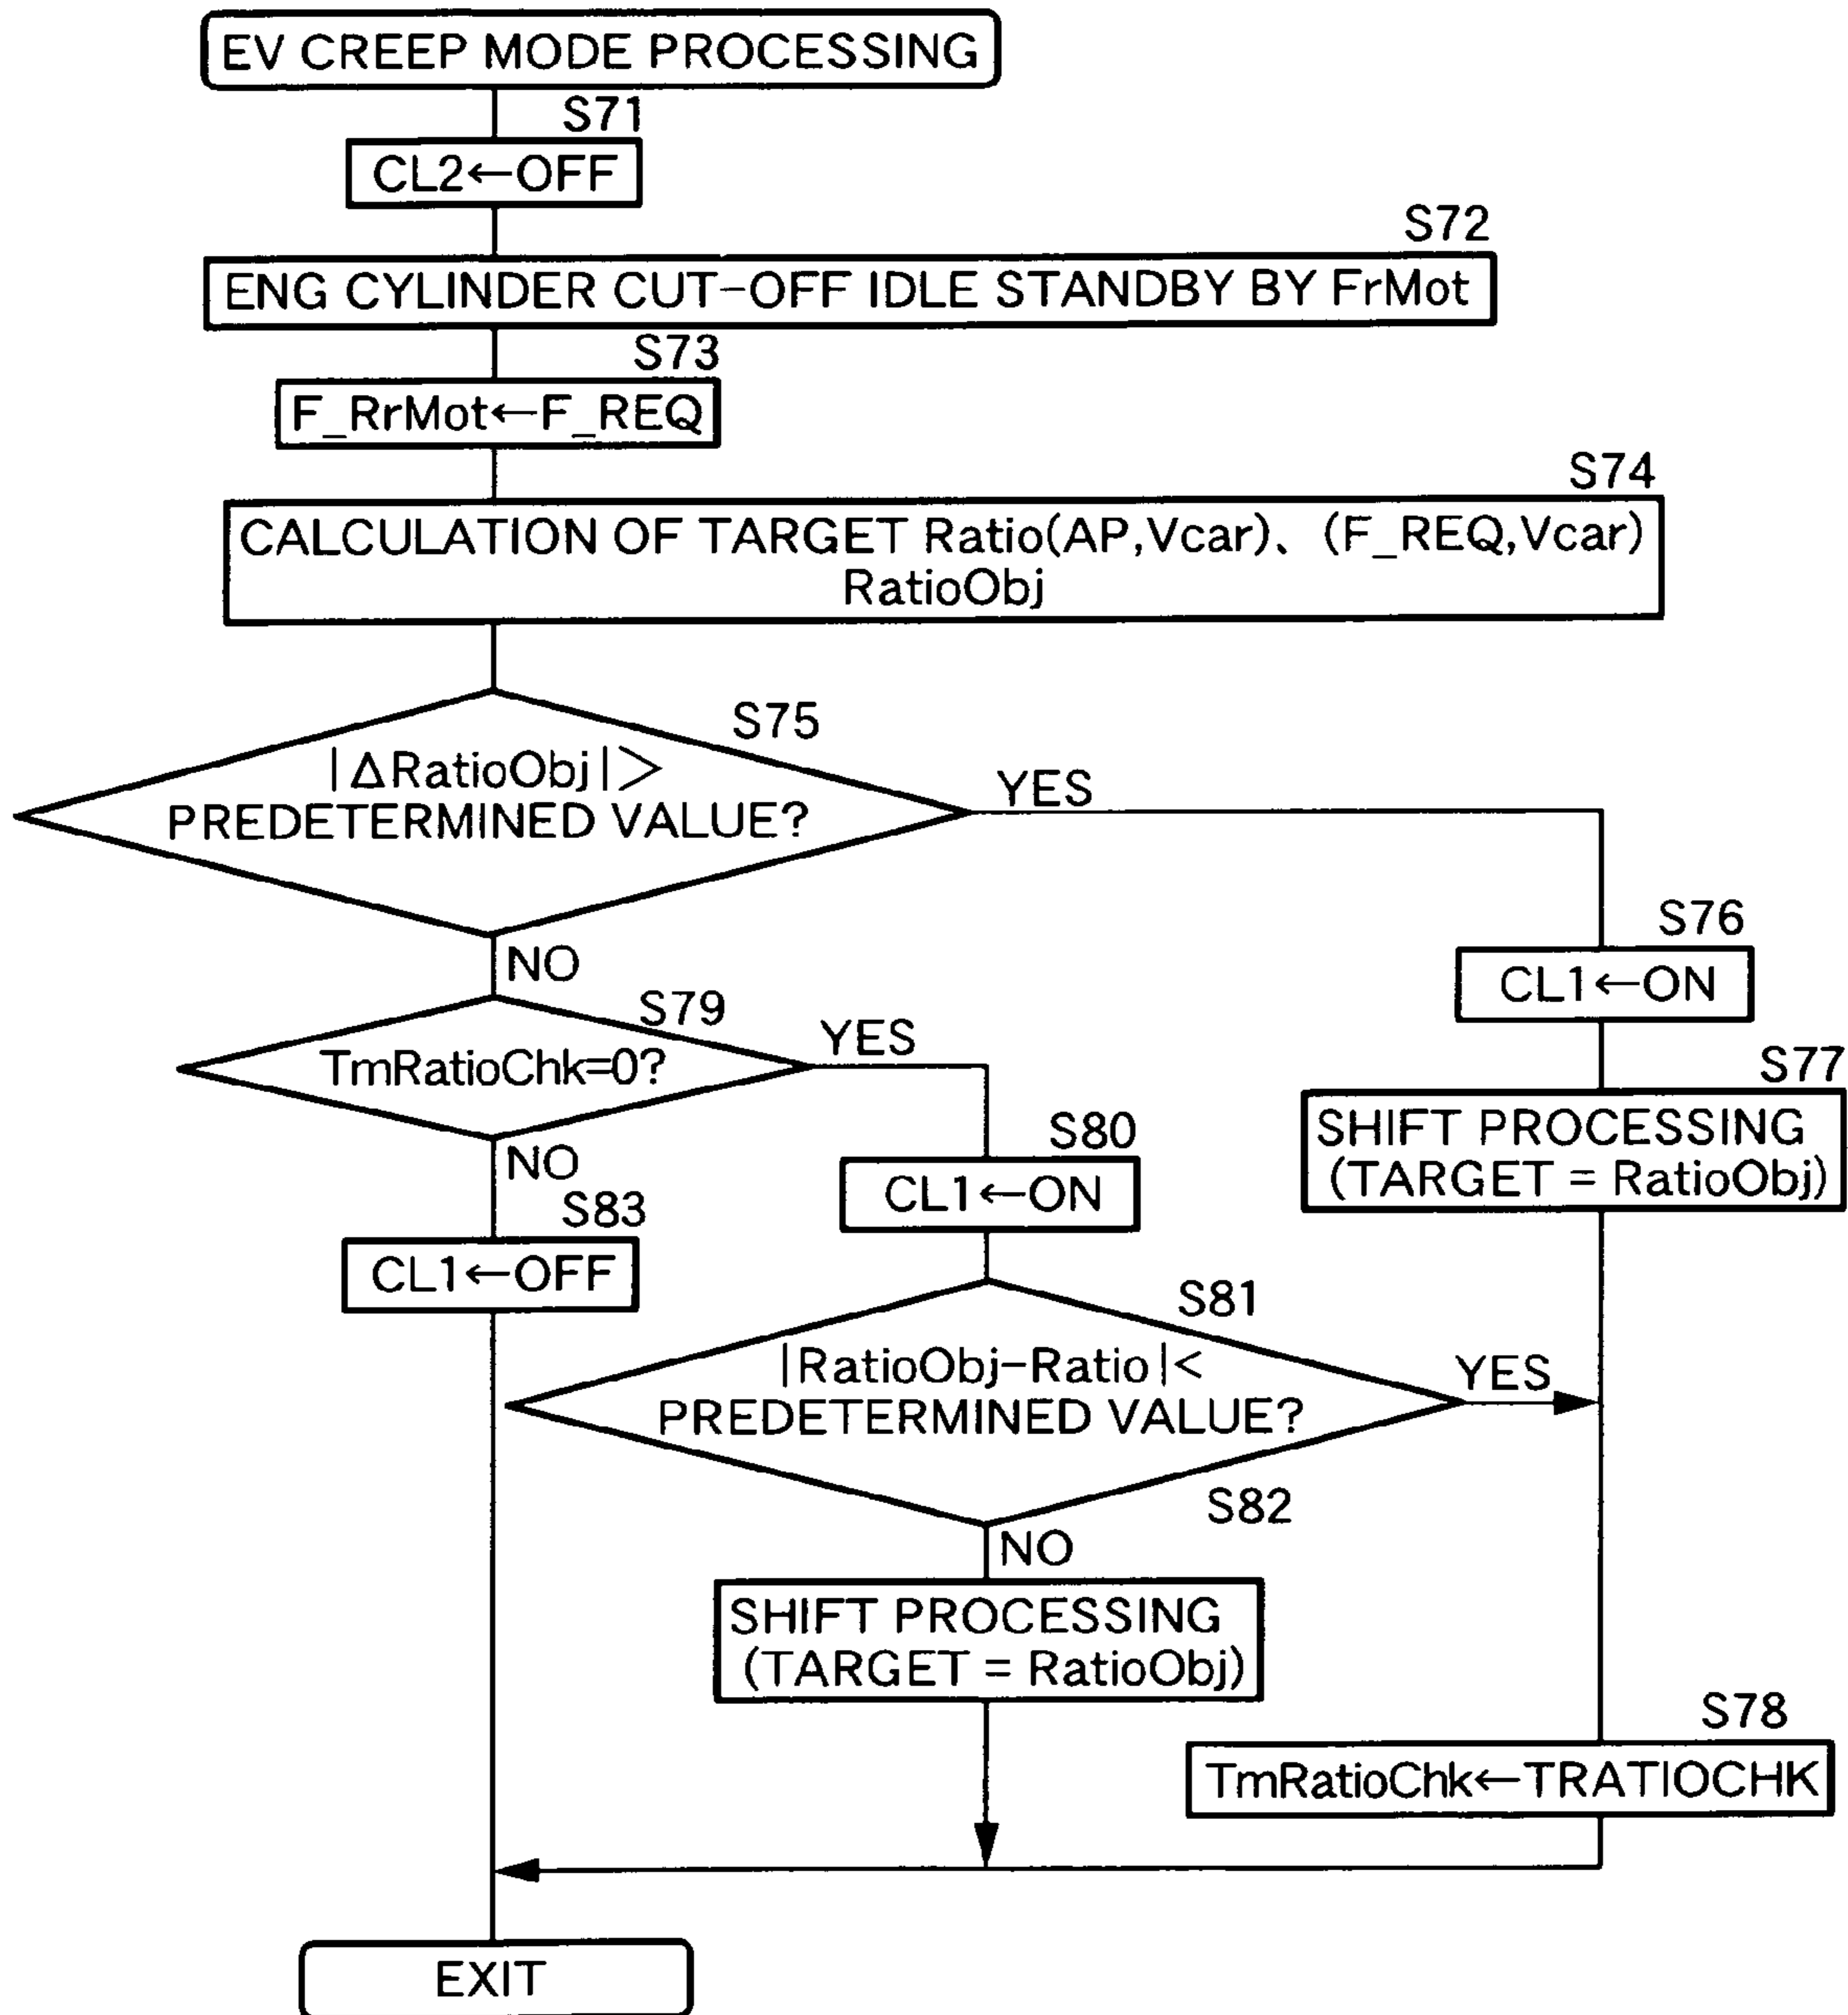 EV CREEP MODE PROCESSING
S71
CL2←OFF
S72
ENG CYLINDER CUT-OFF IDLE STANDBY BY FrMot
S73
F_RrMot←F_REQ
S74
CALCULATION OF TARGET Ratio(AP,Vcar)、(F_REQ,Vcar)
RatioObj
S75
|ΔRatioObj|>
PREDETERMINED VALUE?
YES
NO
S76
CL1←ON
S77
SHIFT PROCESSING
(TARGET = RatioObj)
S79
TmRatioChk=0?
YES
NO
S80
CL1←ON
S83
CL1←OFF
S81
|RatioObj-Ratio|<
PREDETERMINED VALUE?
YES
S82
NO
SHIFT PROCESSING
(TARGET = RatioObj)
S78
TmRatioChk←TRATIOCHK
EXIT